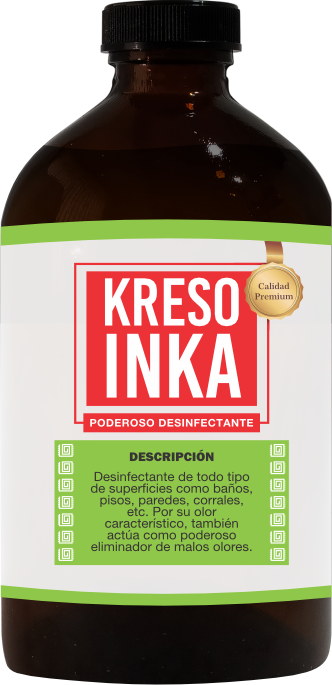 KRESO
INKA
Calidad
Premium
PODEROSO DESINFECTANTE
DESCRIPCIÓN
Desinfectante de todo tipo
de superficies como baños,
pisos, paredes, corrales,
etc. Por su olor
característico, también
actúa como poderoso
eliminador de malos olores.